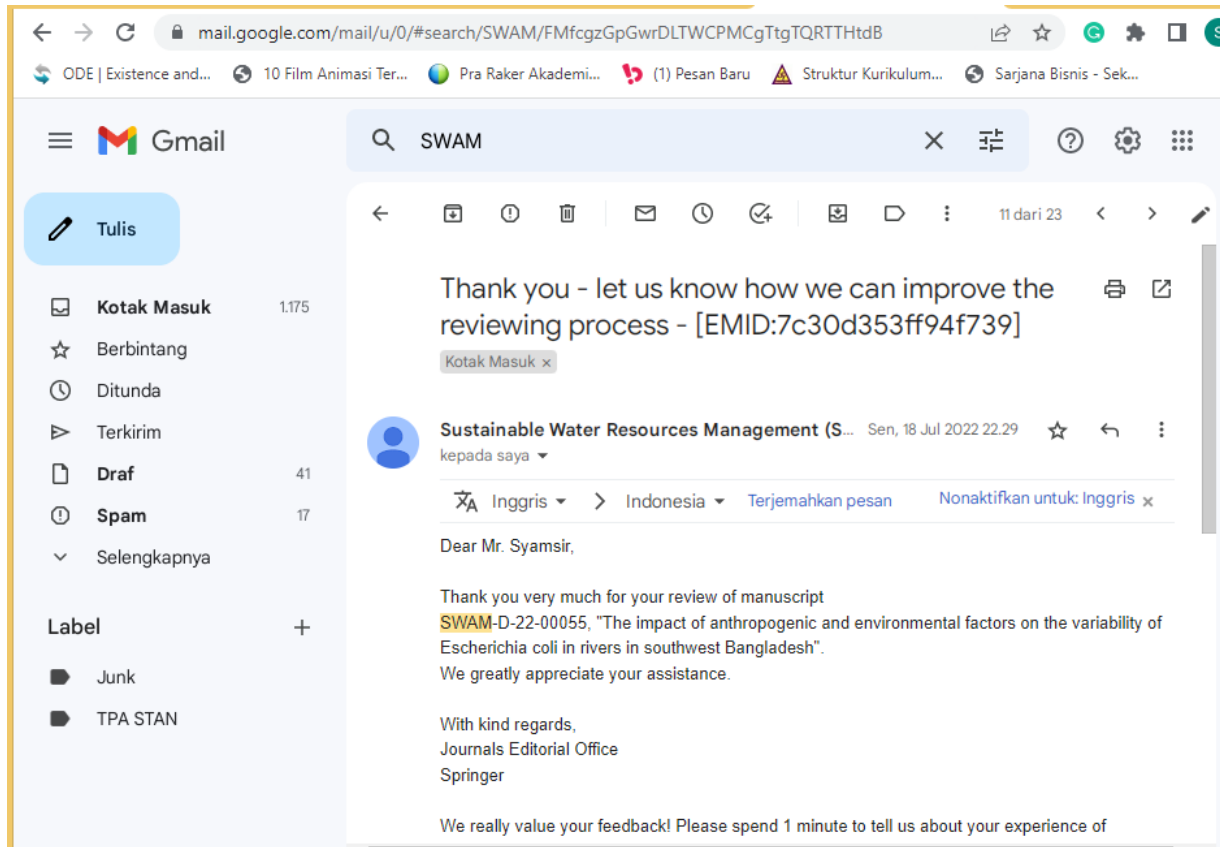 mail.google.com/mail/u/0/#search/SWAM/FMfcgzGpGwrDLTWCPMCgTtgTQRTTHtdB
ODE | Existence and... 10 Film Animasi Ter... Pra Raker Akademi... (1) Pesan Baru Struktur Kurikulum... Sarjana Bisnis - Sek...
Gmail
SWAM
Tulis
11 dari 23
Kotak Masuk 1.175
Berbintang
Ditunda
Terkirim
Draf 41
Spam 17
Selengkapnya
Label
Junk
TPA STAN
Thank you - let us know how we can improve the
reviewing process - [EMID:7c30d353ff94f739]
Kotak Masuk ×
Sustainable Water Resources Management (S... Sen, 18 Jul 2022 22.29
kepada saya
Inggris > Indonesia Terjemahkan pesan Nonaktifkan untuk: Inggris ×
Dear Mr. Syamsir,
Thank you very much for your review of manuscript
SWAM-D-22-00055, "The impact of anthropogenic and environmental factors on the variability of
Escherichia coli in rivers in southwest Bangladesh".
We greatly appreciate your assistance.
With kind regards,
Journals Editorial Office
Springer
We really value your feedback! Please spend 1 minute to tell us about your experience of